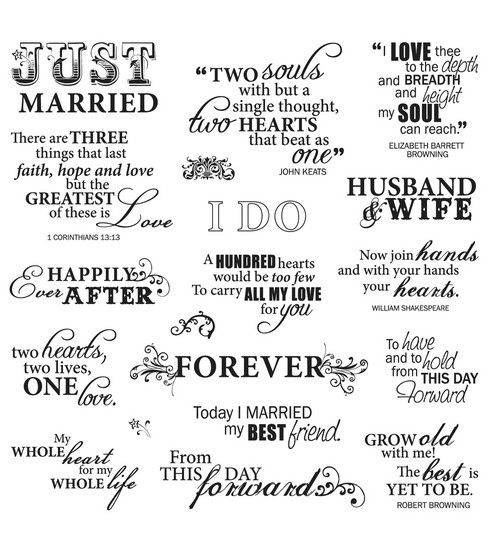 JUST
MARRIED
There are THREE
things that last
faith, hope and love
but the
GREATEST
of these is Love
1 CORINTHIANS 13:13
HAPPILY
Ever AFTER
two hearts,
two lives,
ONE love.
My
WHOLE heart
for my
WHOLE life
“TWO souls
with but a
single thought,
two HEARTS
that beat as
one”
JOHN KEATS
I DO
A HUNDRED hearts
would be too few
To carry ALL MY LOVE
for you
FOREVER
Today I MARRIED
my BEST friend.
From
THIS DAY
forward
“I LOVE thee
to the depth
and BREADTH
and height
my SOUL
can reach.”
ELIZABETH BARRETT
BROWNING
HUSBAND
& WIFE
Now join hands
and with your hands
your hearts.
WILLIAM SHAKESPEARE
To have
and to hold
from THIS DAY
Forward
GROW old
with me!
The best is
YET TO BE.
ROBERT BROWNING